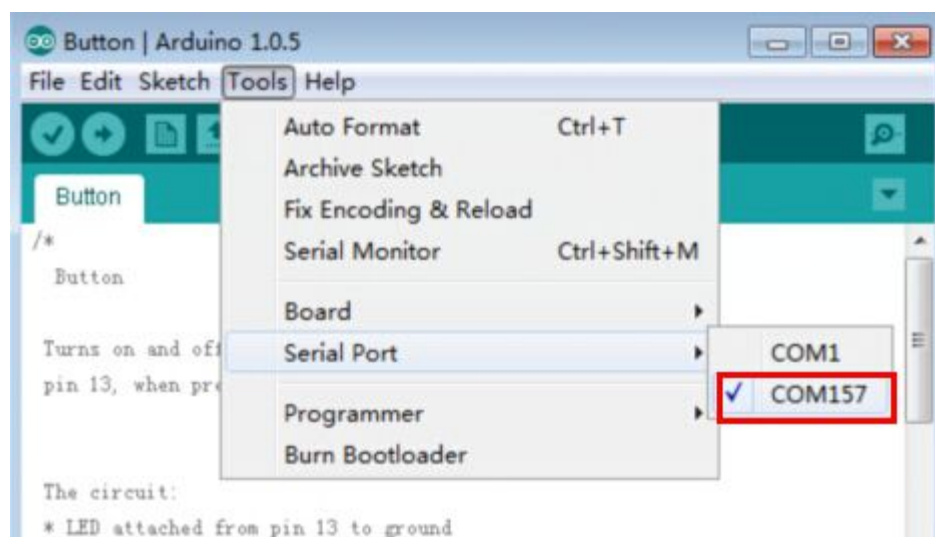 Button | Arduino 1.0.5
File Edit Sketch Tools Help
Auto Format Ctrl+T
Archive Sketch
Fix Encoding & Reload
Serial Monitor Ctrl+Shift+M
Board
Serial Port
Programmer
Burn Bootloader
COM1
COM157
Button
/*
Button
Turns on and off
pin 13, when pre
The circuit:
* LED attached from pin 13 to ground